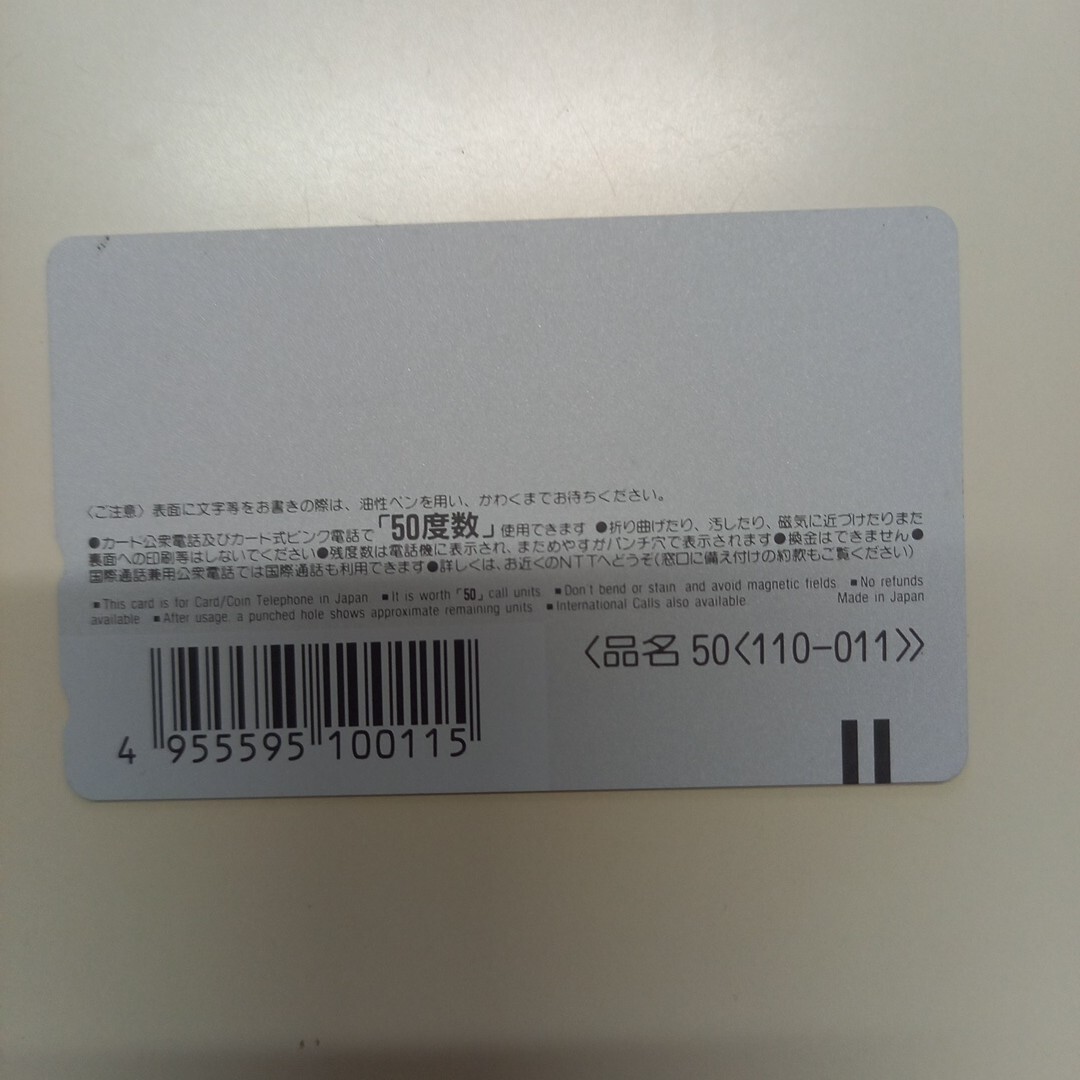 〈ご注意〉表面に文字等をお書きの際は、油性ペンを用い、かわくまでお待ちください。
●カード公衆電話及びカード式ピンク電話で「50度数」使用できます ●折り曲げたり、汚したり、磁気に近づけたりまた
裏面への印刷等はしないでください●残度数は電話機に表示され、まためやすがパンチ穴で表示されます●換金はできません●
国際通話兼用公衆電話では国際通話も利用できます●詳しくは、お近くのNTTへどうぞ(窓口に備え付けの約款もご覧ください)
■This card is for Card/Coin Telephone in Japan ■It is worth「50」call units ■Don't bend or stain and avoid magnetic fields ■No refunds
available ■After usage, a punched hole shows approximate remaining units ■International Calls also available. Made in Japan
〈品名 50〈110-011〉〉
4 955595 100115